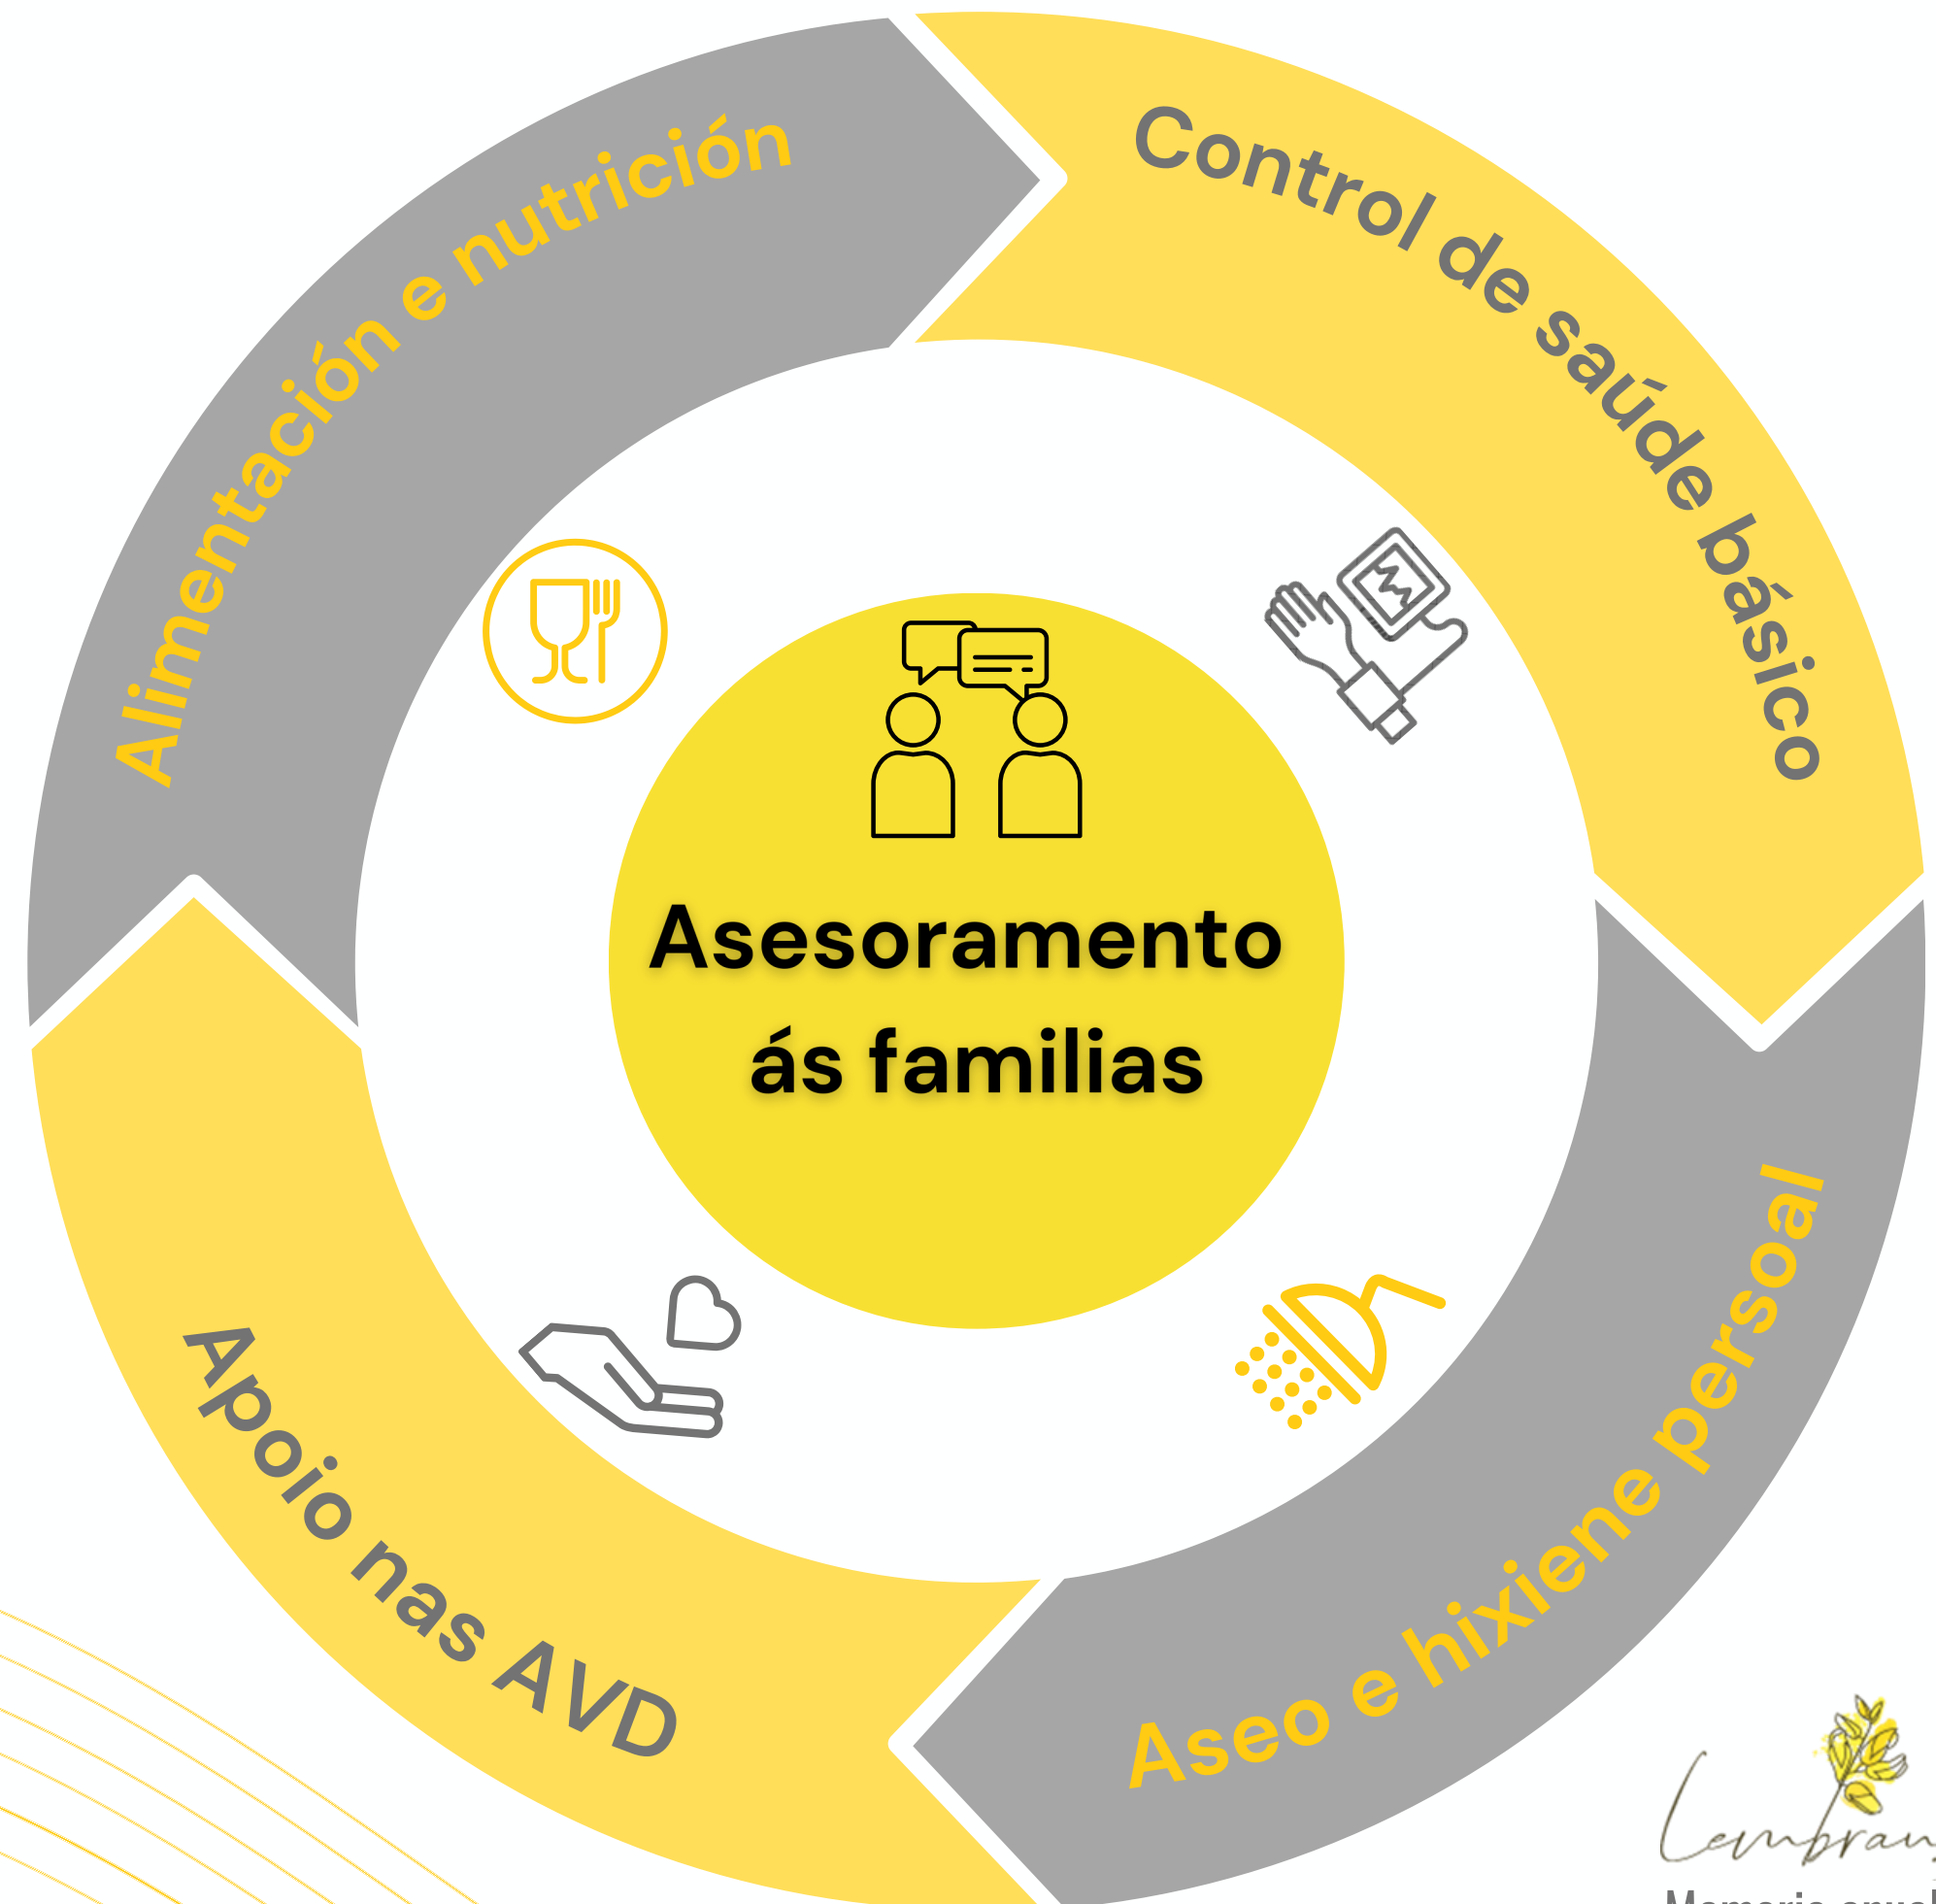 Alimentación e nutrición
Control de saúde básico
Asesoramento
ás familias
Apoio nas AVD
Aseo e hixiene persoal